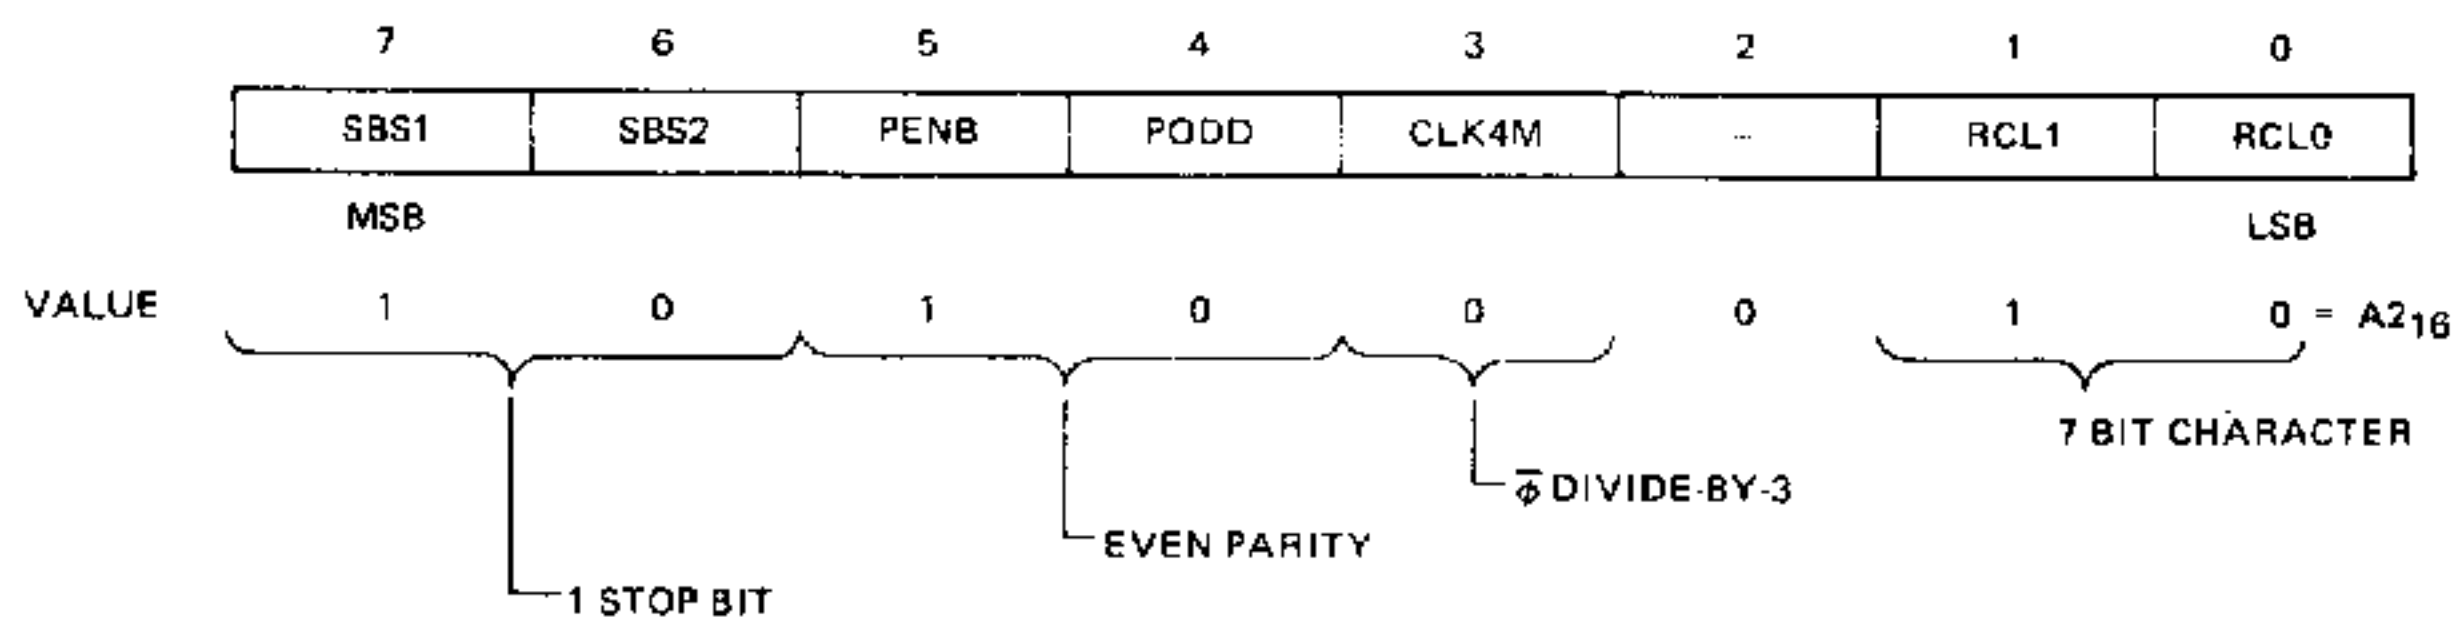 7 6 5 4 3 2 1 0
SBS1 SBS2 PENB PODD CLK4M - RCL1 RCL0
MSB LSB
VALUE 1 0 1 0 0 0 1 0 = A2₁₆
7 BIT CHARACTER
φ̅ DIVIDE-BY-3
EVEN PARITY
1 STOP BIT